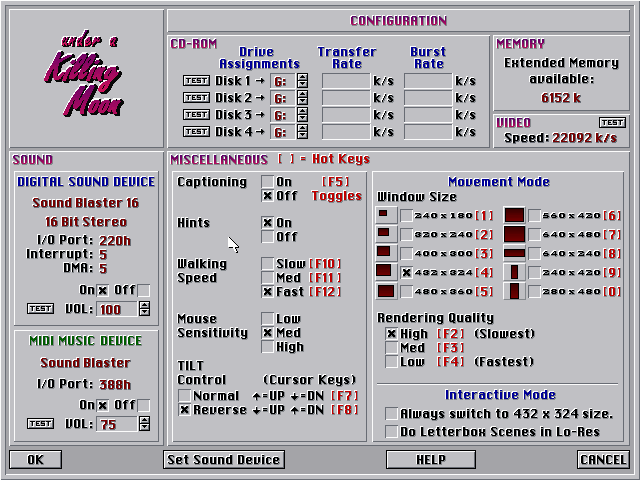 under a
Killing
Moon
CONFIGURATION
CD-ROM
Drive Assignments
Transfer Rate
Burst Rate
TEST Disk 1 → G: k/s k/s
TEST Disk 2 → G: k/s k/s
TEST Disk 3 → G: k/s k/s
TEST Disk 4 → G: k/s k/s
MEMORY
Extended Memory
available:
6152 k
VIDEO TEST
Speed: 22092 k/s
SOUND
DIGITAL SOUND DEVICE
Sound Blaster 16
16 Bit Stereo
I/O Port: 220h
Interrupt: 5
DMA: 5
On Off
TEST VOL: 100
MIDI MUSIC DEVICE
Sound Blaster
I/O Port: 388h
On Off
TEST VOL: 75
MISCELLANEOUS [ ] = Hot Keys
Captioning On [F5]
Off Toggles
Hints On
Off
Walking Speed
Slow [F10]
Med [F11]
Fast [F12]
Mouse Sensitivity
Low
Med
High
TILT
Control (Cursor Keys)
Normal ↑=UP ↓=DN [F7]
Reverse ↓=UP ↑=DN [F8]
Movement Mode
Window Size
240 x 180 [1] 560 x 420 [6]
320 x 240 [2] 640 x 480 [7]
400 x 300 [3] 640 x 240 [8]
432 x 324 [4] 240 x 420 [9]
480 x 360 [5] 280 x 480 [0]
Rendering Quality
High [F2] (Slowest)
Med [F3]
Low [F4] (Fastest)
Interactive Mode
Always switch to 432 x 324 size.
Do Letterbox Scenes in Lo-Res
OK
Set Sound Device
HELP
CANCEL